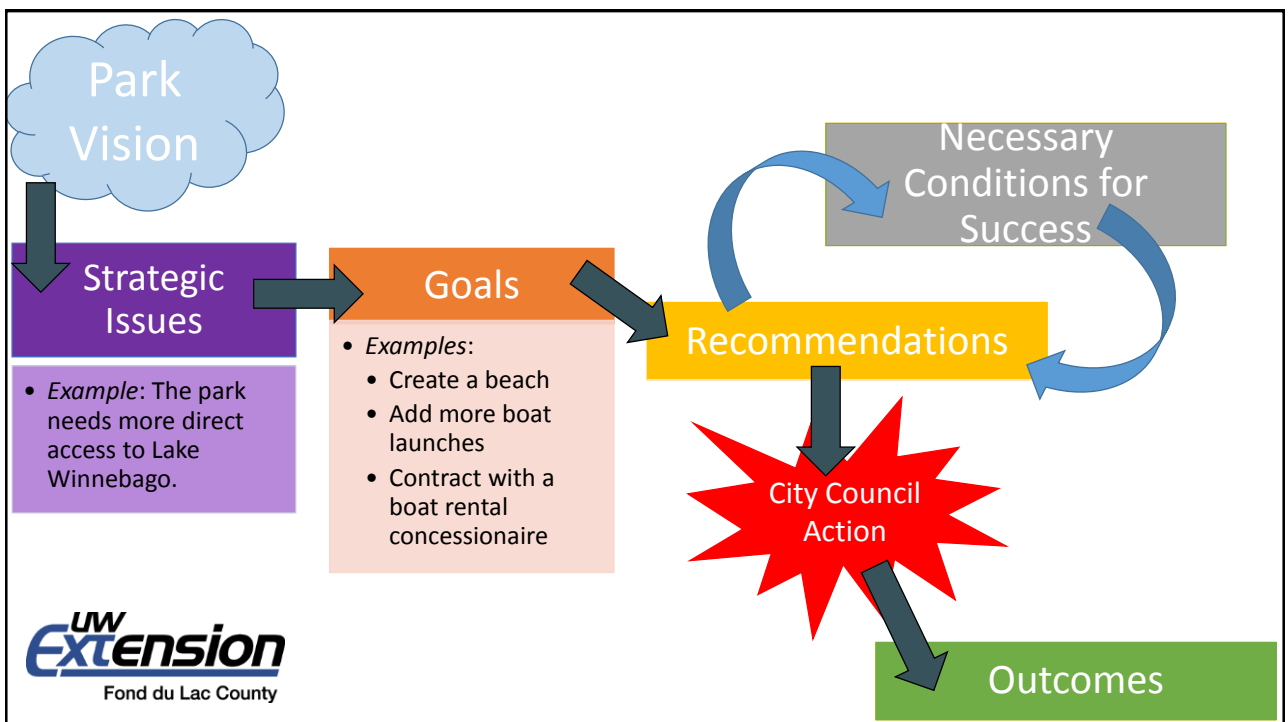 Park
Vision
Strategic
Issues
• Example: The park
needs more direct
access to Lake
Winnebago.
Goals
• Examples:
• Create a beach
• Add more boat
launches
• Contract with a
boat rental
concessionaire
Necessary
Conditions for
Success
Recommendations
City Council
Action
Outcomes
UW
Extension
Fond du Lac County